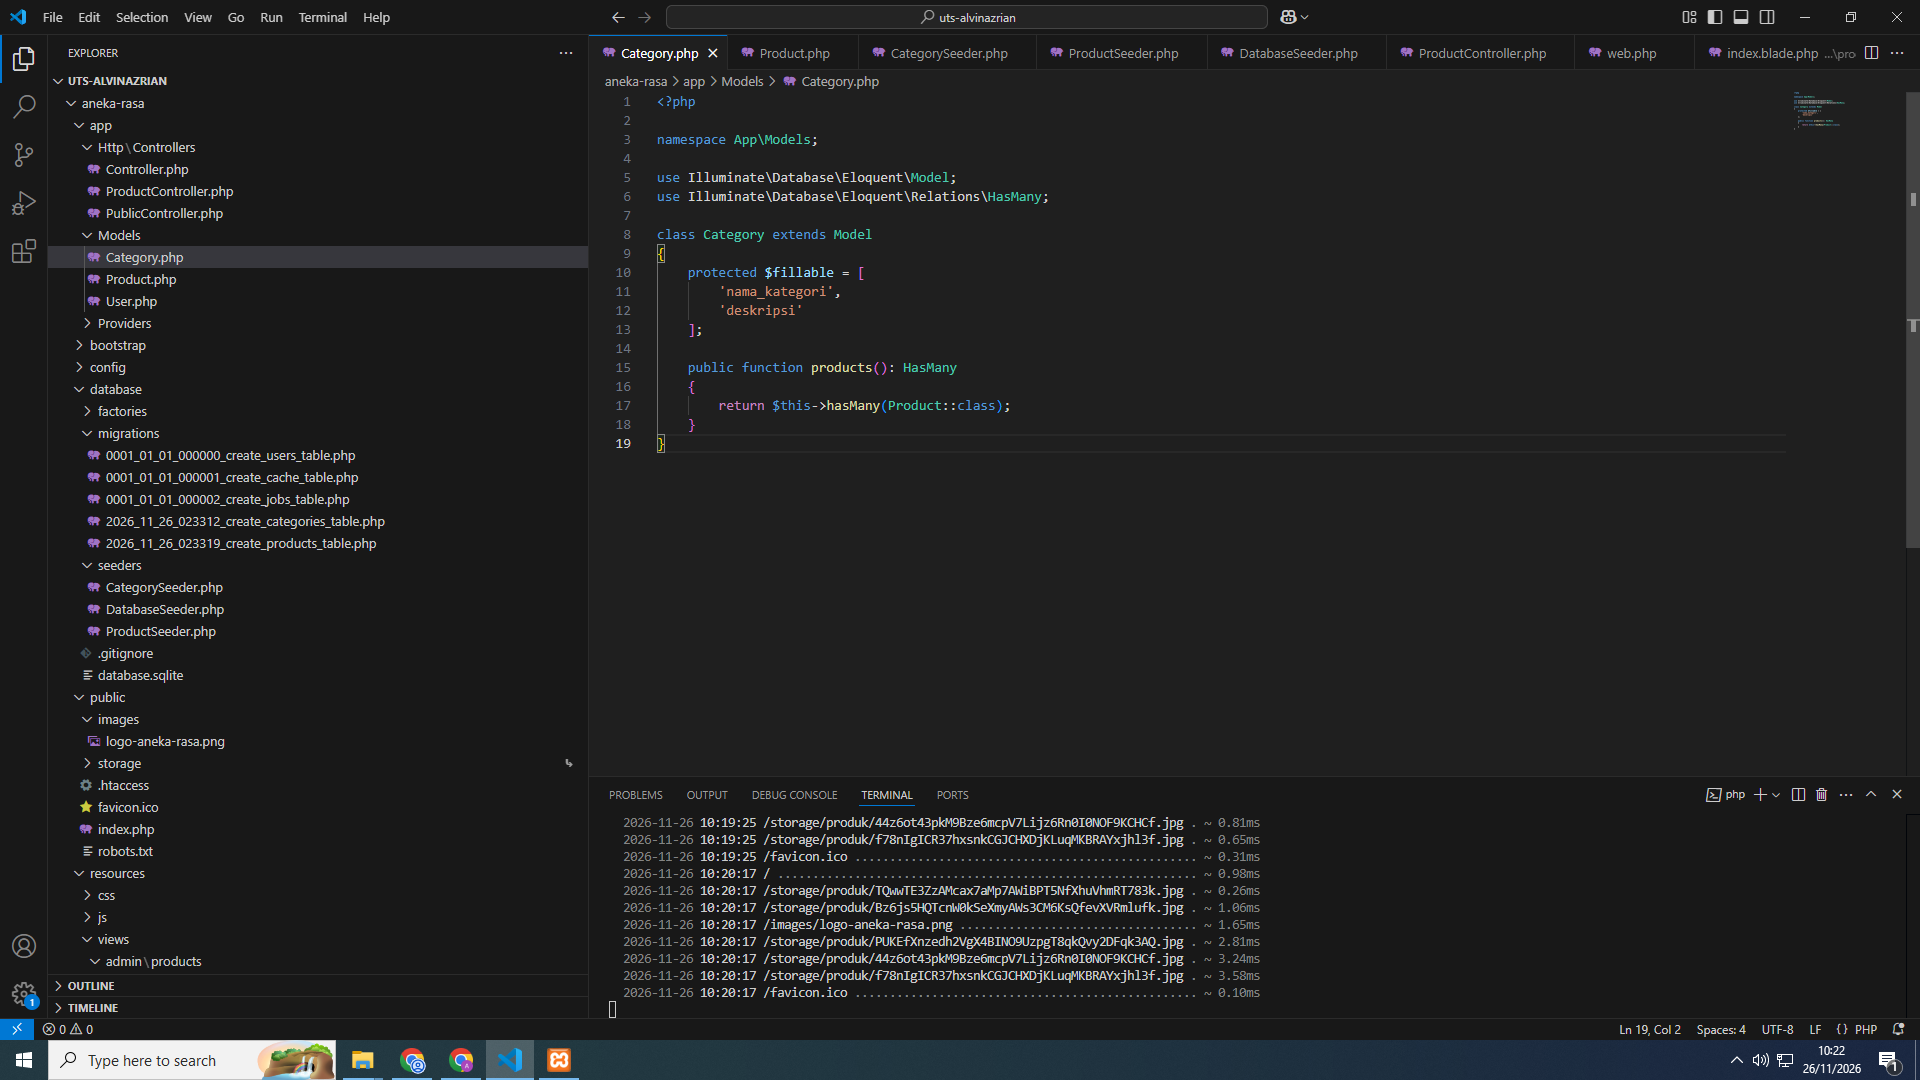 File Edit Selection View Go Run Terminal Help
uts-alvinazrian
EXPLORER
UTS-ALVINAZRIAN
aneka-rasa
app
Http\Controllers
Controller.php
ProductController.php
PublicController.php
Models
Category.php
Product.php
User.php
Providers
bootstrap
config
database
factories
migrations
0001_01_01_000000_create_users_table.php
0001_01_01_000001_create_cache_table.php
0001_01_01_000002_create_jobs_table.php
2026_11_26_023312_create_categories_table.php
2026_11_26_023319_create_products_table.php
seeders
CategorySeeder.php
DatabaseSeeder.php
ProductSeeder.php
.gitignore
database.sqlite
public
images
logo-aneka-rasa.png
storage
.htaccess
favicon.ico
index.php
robots.txt
resources
css
js
views
admin\products
OUTLINE
TIMELINE
Category.php Product.php CategorySeeder.php ProductSeeder.php DatabaseSeeder.php ProductController.php web.php index.blade.php ...\pro
aneka-rasa > app > Models > Category.php
1 <?php
2
3 namespace App\Models;
4
5 use Illuminate\Database\Eloquent\Model;
6 use Illuminate\Database\Eloquent\Relations\HasMany;
7
8 class Category extends Model
9 {
10 protected $fillable = [
11 'nama_kategori',
12 'deskripsi'
13 ];
14
15 public function products(): HasMany
16 {
17 return $this->hasMany(Product::class);
18 }
19 }
PROBLEMS OUTPUT DEBUG CONSOLE TERMINAL PORTS
php
2026-11-26 10:19:25 /storage/produk/44z6ot43pkM9Bze6mcpV7Lijz6Rn0I0NOF9KCHCf.jpg . ~ 0.81ms
2026-11-26 10:19:25 /storage/produk/f78nIgICR37hxsnkCGJCHXDjKLuqMKBRAYxjhl3f.jpg . ~ 0.65ms
2026-11-26 10:19:25 /favicon.ico .................................................. ~ 0.31ms
2026-11-26 10:20:17 / ............................................................. ~ 0.98ms
2026-11-26 10:20:17 /storage/produk/TQwwTE3ZzAMcax7aMp7AWiBPT5NfXhuVhmRT783k.jpg . ~ 0.26ms
2026-11-26 10:20:17 /storage/produk/Bz6js5HQTcnW0kSeXmyAWs3CM6KsQfevXVRmlufk.jpg . ~ 1.06ms
2026-11-26 10:20:17 /images/logo-aneka-rasa.png ................................... ~ 1.65ms
2026-11-26 10:20:17 /storage/produk/PUKEfXnzedh2VgX4BINO9UzpgT8qkQvy2DFqk3AQ.jpg . ~ 2.81ms
2026-11-26 10:20:17 /storage/produk/44z6ot43pkM9Bze6mcpV7Lijz6Rn0I0NOF9KCHCf.jpg . ~ 3.24ms
2026-11-26 10:20:17 /storage/produk/f78nIgICR37hxsnkCGJCHXDjKLuqMKBRAYxjhl3f.jpg . ~ 3.58ms
2026-11-26 10:20:17 /favicon.ico .................................................. ~ 0.10ms
0 0
Ln 19, Col 2 Spaces: 4 UTF-8 LF {} PHP
Type here to search
10:22
26/11/2026
1
1